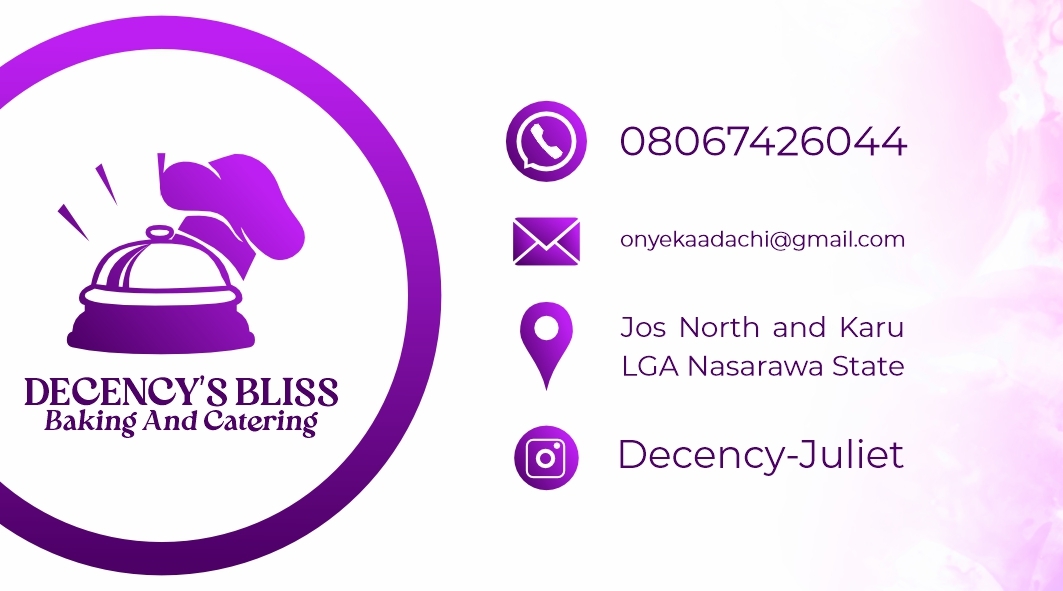 DECENCY'S BLISS
Baking And Catering
08067426044
onyekaadachi@gmail.com
Jos North and Karu
LGA Nasarawa State
Decency-Juliet